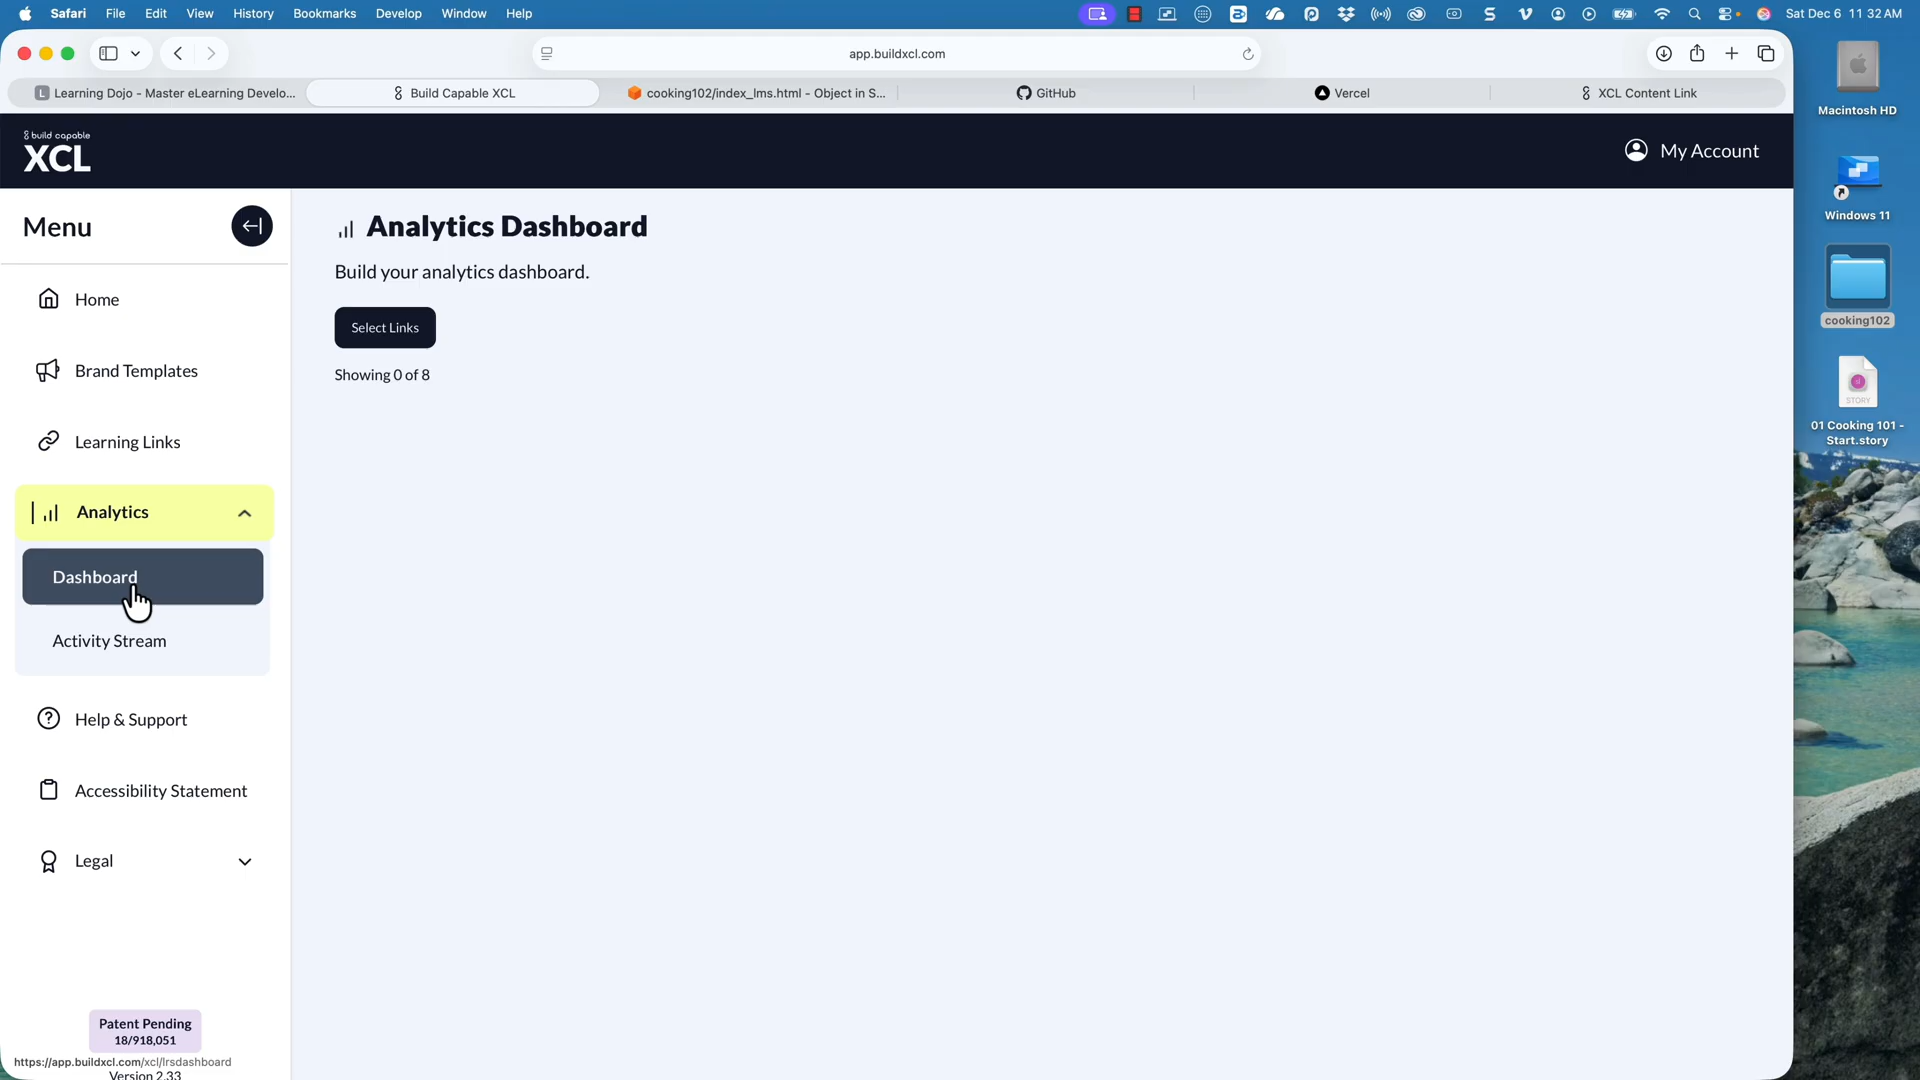 Safari File Edit View History Bookmarks Develop Window Help
Sat Dec 6 11 32 AM
app.buildxcl.com
Learning Dojo - Master eLearning Develo...
Build Capable XCL
cooking102/index_lms.html - Object in S...
GitHub
Vercel
XCL Content Link
build capable
XCL
My Account
Menu
Home
Brand Templates
Learning Links
Analytics
Dashboard
Activity Stream
Help & Support
Accessibility Statement
Legal
Patent Pending
18/918,051
https://app.buildxcl.com/xcl/lrsdashboard
Version 2.33
Analytics Dashboard
Build your analytics dashboard.
Select Links
Showing 0 of 8
Macintosh HD
Windows 11
cooking102
STORY
01 Cooking 101 -
Start.story